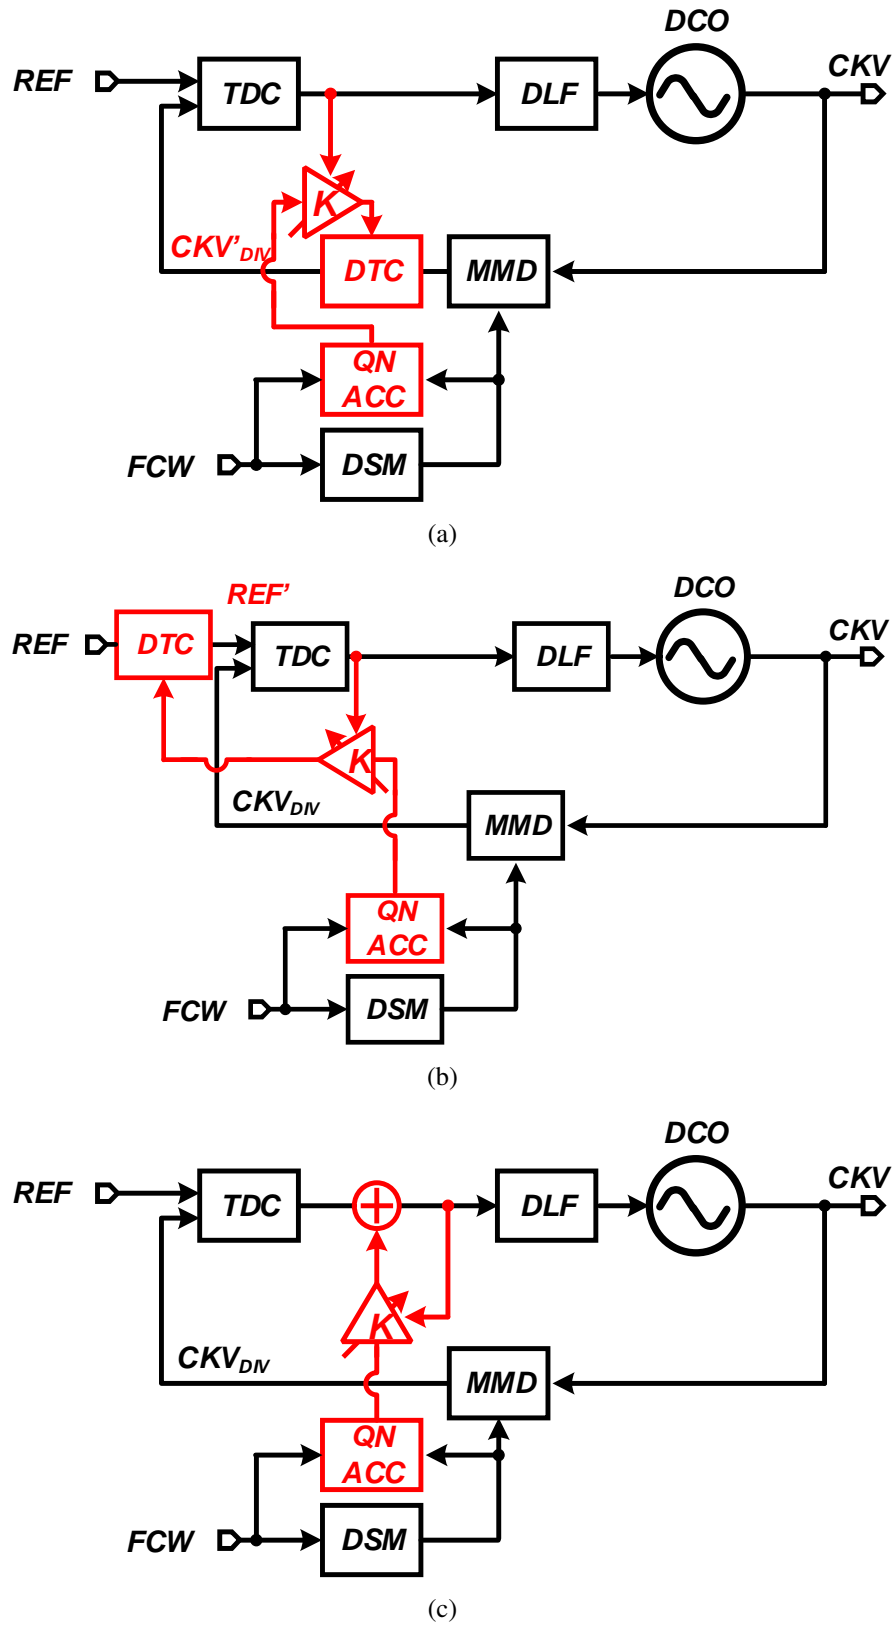 DCO
REF
TDC
DLF
CKV
K
CKV'DIV
DTC
MMD
QN
ACC
FCW
DSM
(a)
DCO
REF'
REF
DTC
TDC
DLF
CKV
K
CKVDIV
MMD
QN
ACC
FCW
DSM
(b)
DCO
REF
TDC
DLF
CKV
K
CKVDIV
MMD
QN
ACC
FCW
DSM
(c)